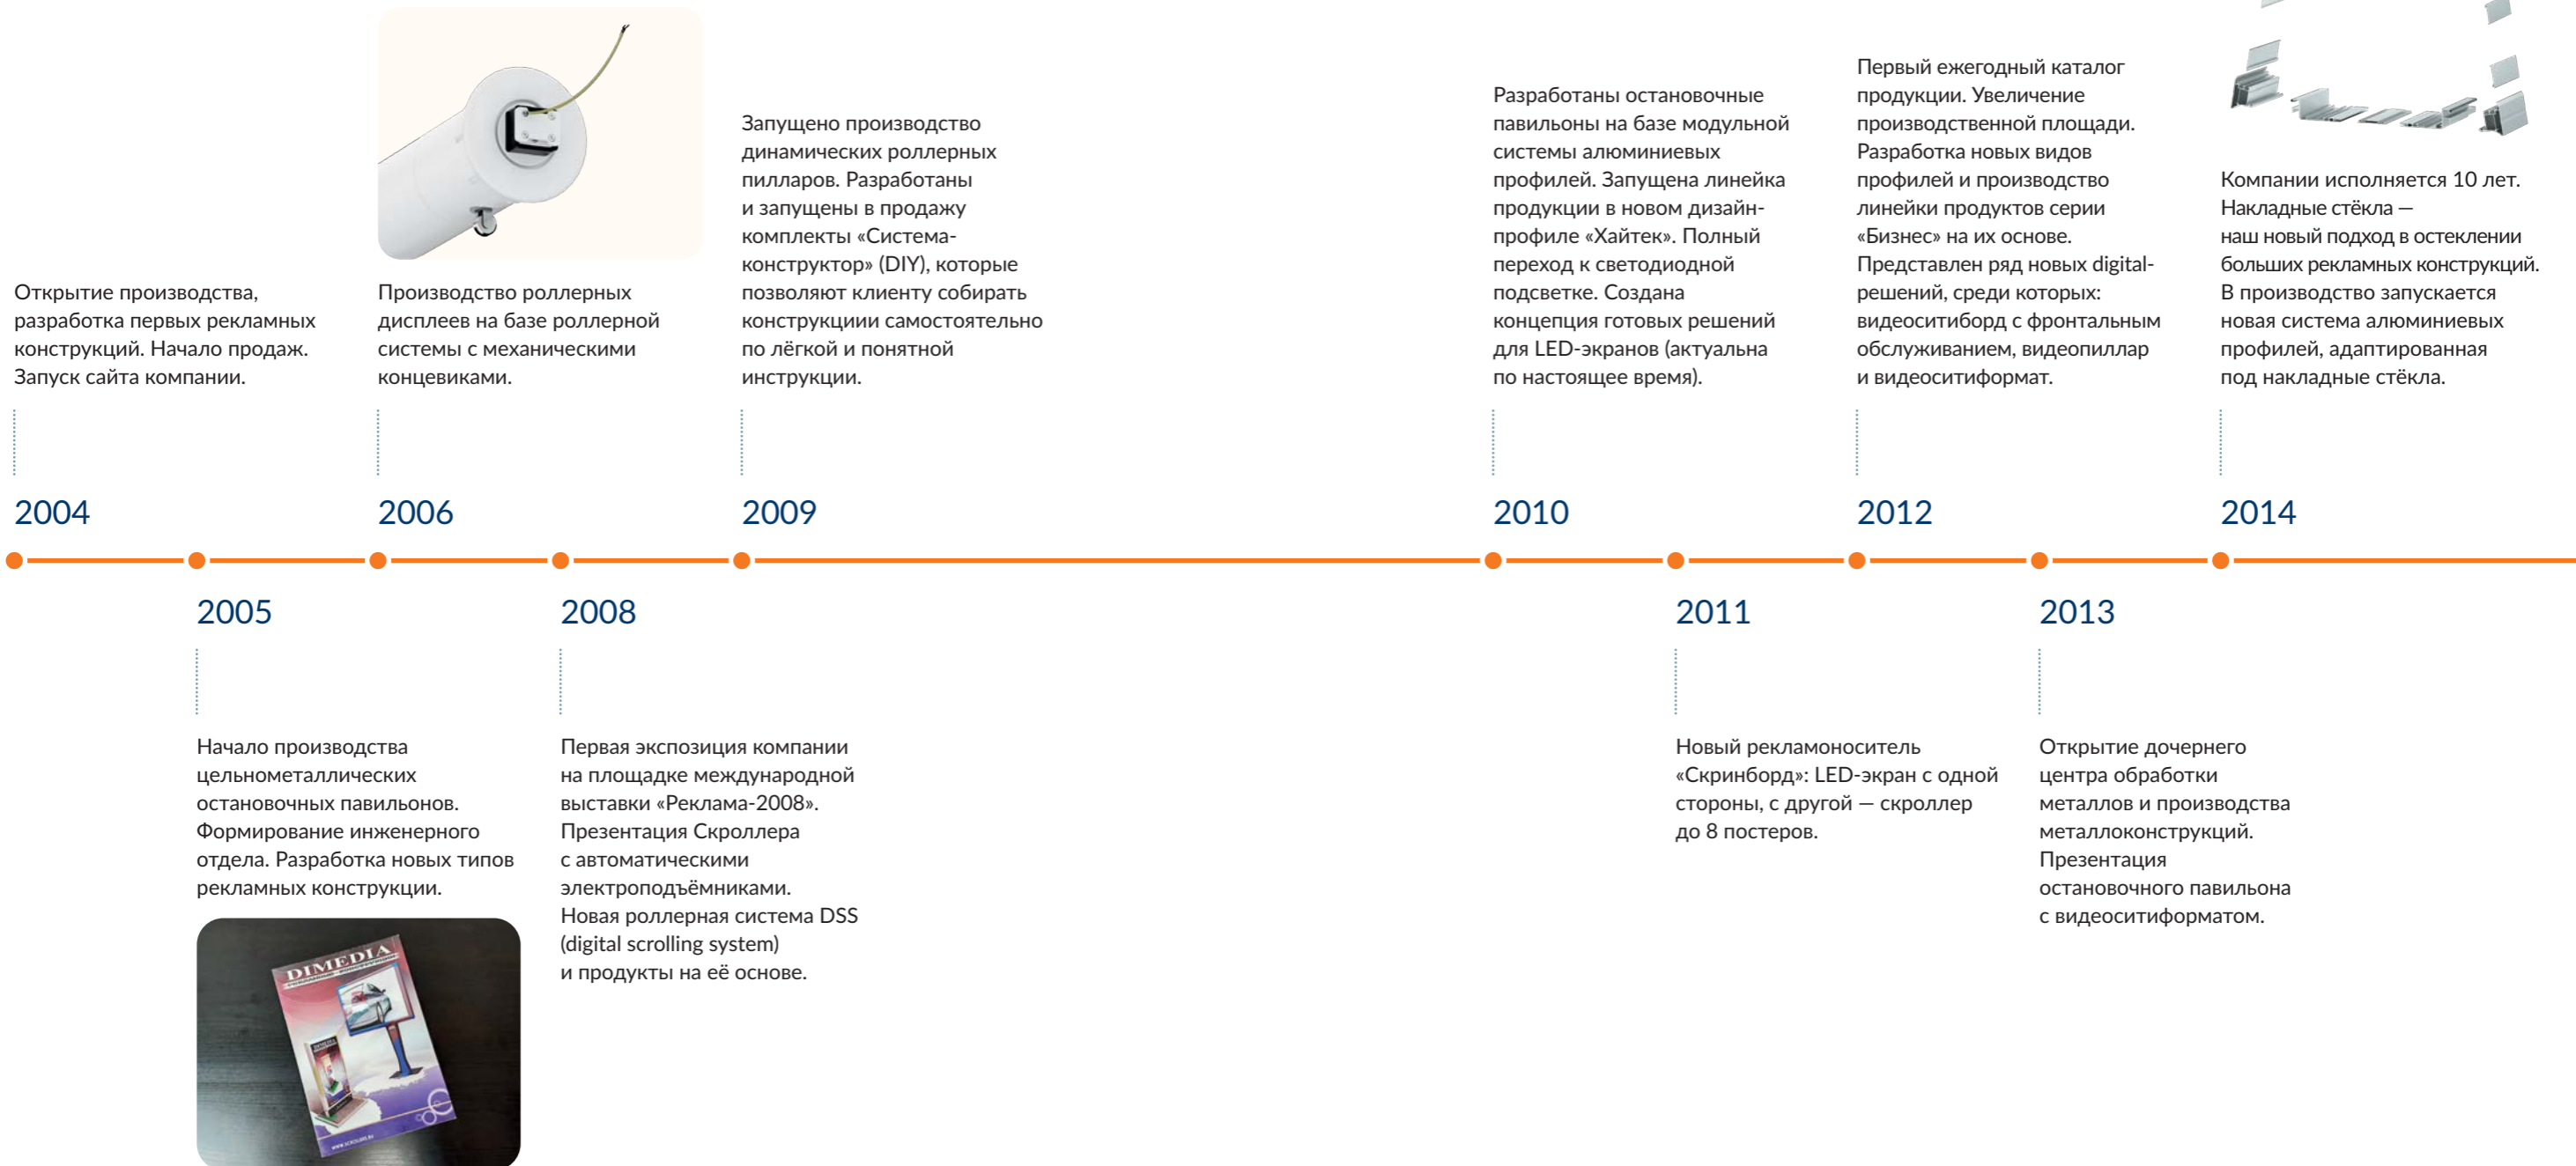 Открытие производства,
разработка первых рекламных
конструкций. Начало продаж.
Запуск сайта компании.
2004
2005
Начало производства
цельнометаллических
остановочных павильонов.
Формирование инженерного
отдела. Разработка новых типов
рекламных конструкции.
DIMEDIA
Производство роллерных
дисплеев на базе роллерной
системы с механическими
концевиками.
2006
2008
Первая экспозиция компании
на площадке международной
выставки «Реклама-2008».
Презентация Скроллера
с автоматическими
электроподъёмниками.
Новая роллерная система DSS
(digital scrolling system)
и продукты на её основе.
Запущено производство
динамических роллерных
пилларов. Разработаны
и запущены в продажу
комплекты «Система-
конструктор» (DIY), которые
позволяют клиенту собирать
конструкциии самостоятельно
по лёгкой и понятной
инструкции.
2009
Разработаны остановочные
павильоны на базе модульной
системы алюминиевых
профилей. Запущена линейка
продукции в новом дизайн-
профиле «Хайтек». Полный
переход к светодиодной
подсветке. Создана
концепция готовых решений
для LED-экранов (актуальна
по настоящее время).
2010
2011
Новый рекламоноситель
«Скринборд»: LED-экран с одной
стороны, с другой — скроллер
до 8 постеров.
Первый ежегодный каталог
продукции. Увеличение
производственной площади.
Разработка новых видов
профилей и производство
линейки продуктов серии
«Бизнес» на их основе.
Представлен ряд новых digital-
решений, среди которых:
видеоситиборд с фронтальным
обслуживанием, видеопиллар
и видеоситиформат.
2012
2013
Открытие дочернего
центра обработки
металлов и производства
металлоконструкций.
Презентация
остановочного павильона
с видеоситиформатом.
Компании исполняется 10 лет.
Накладные стёкла —
наш новый подход в остеклении
больших рекламных конструкций.
В производство запускается
новая система алюминиевых
профилей, адаптированная
под накладные стёкла.
2014